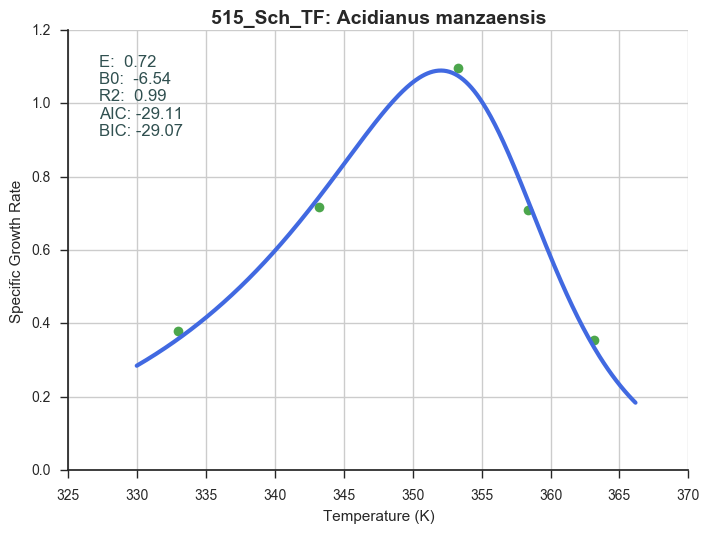 515_Sch_TF: Acidianus manzaensis
E:  0.72
B0:  -6.54
R2:  0.99
AIC: -29.11
BIC: -29.07
Specific Growth Rate
1.2
1.0
0.8
0.6
0.4
0.2
0.0
325 330 335 340 345 350 355 360 365 370
Temperature (K)